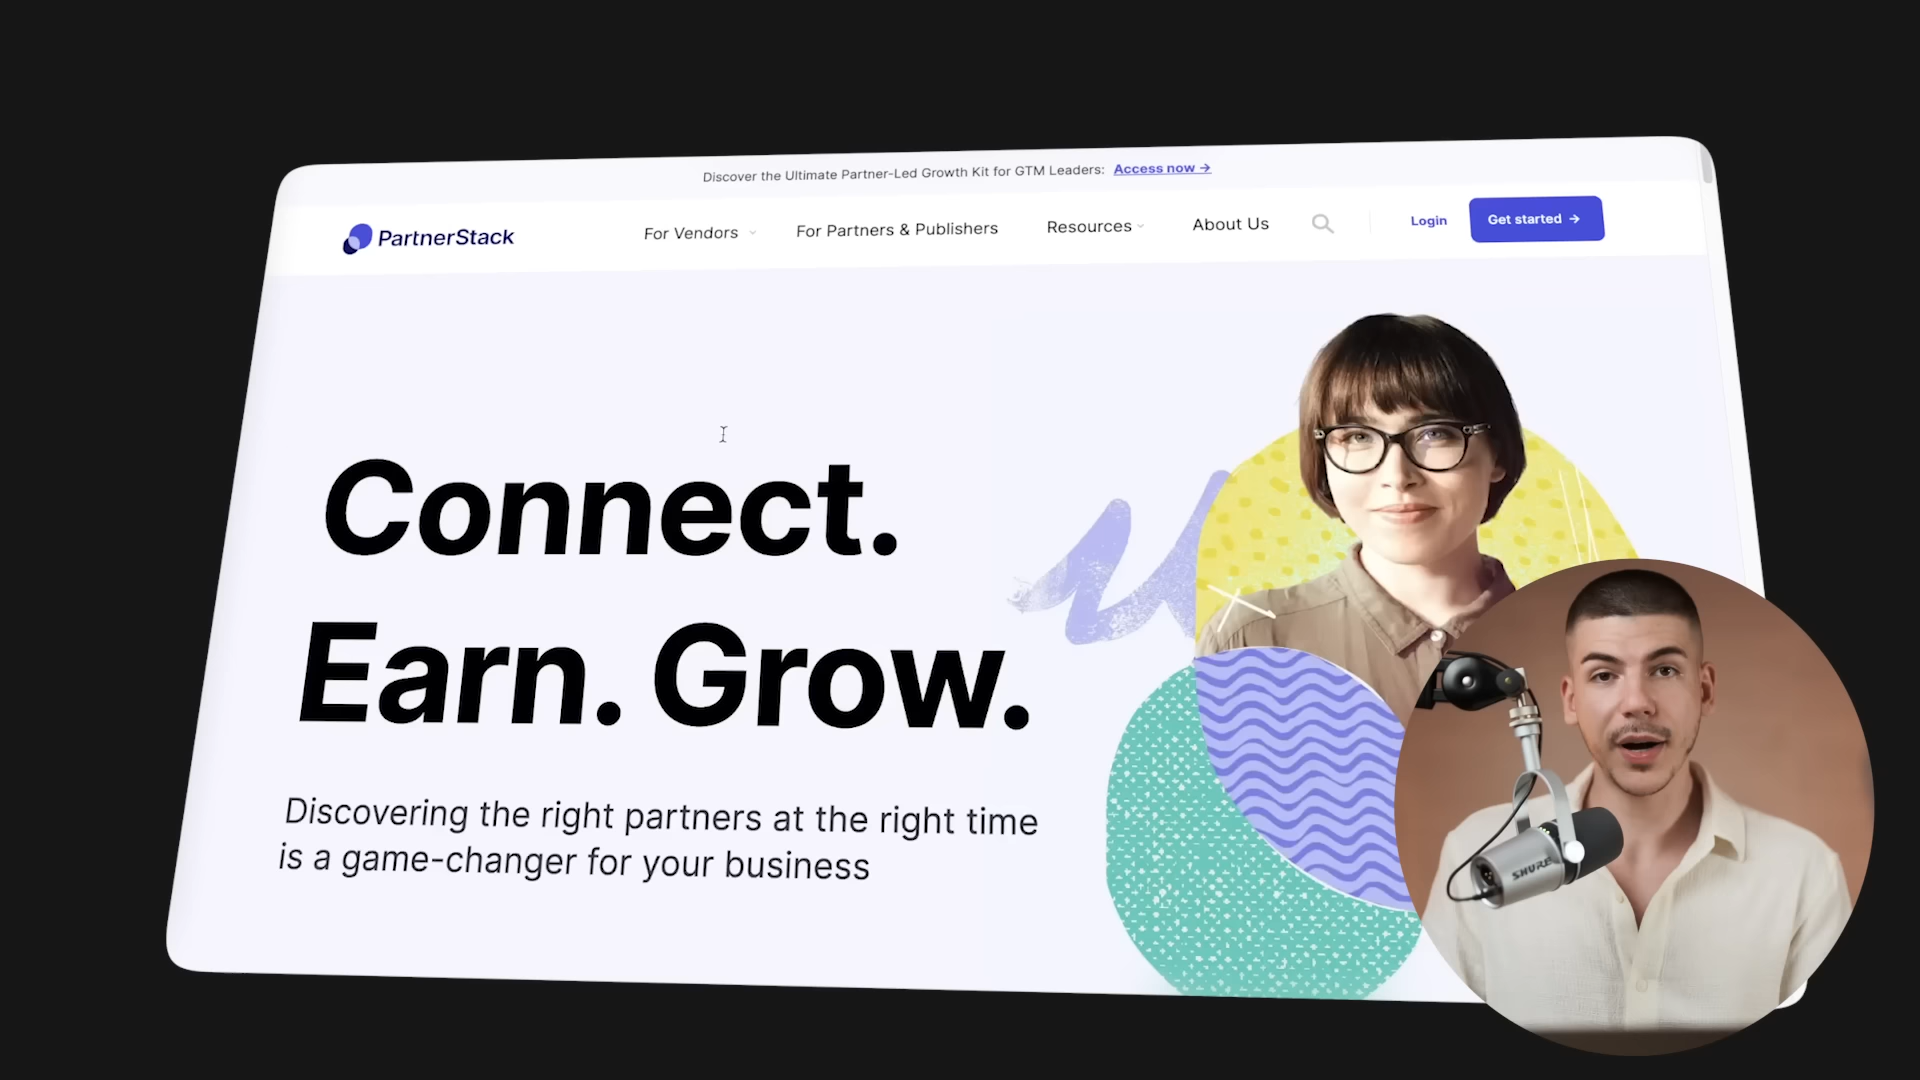 Discover the Ultimate Partner-Led Growth Kit for GTM Leaders: Access now →
PartnerStack
For Vendors
For Partners & Publishers
Resources
About Us
Login
Get started →
Connect.
Earn. Grow.
Discovering the right partners at the right time
is a game-changer for your business
SHURE